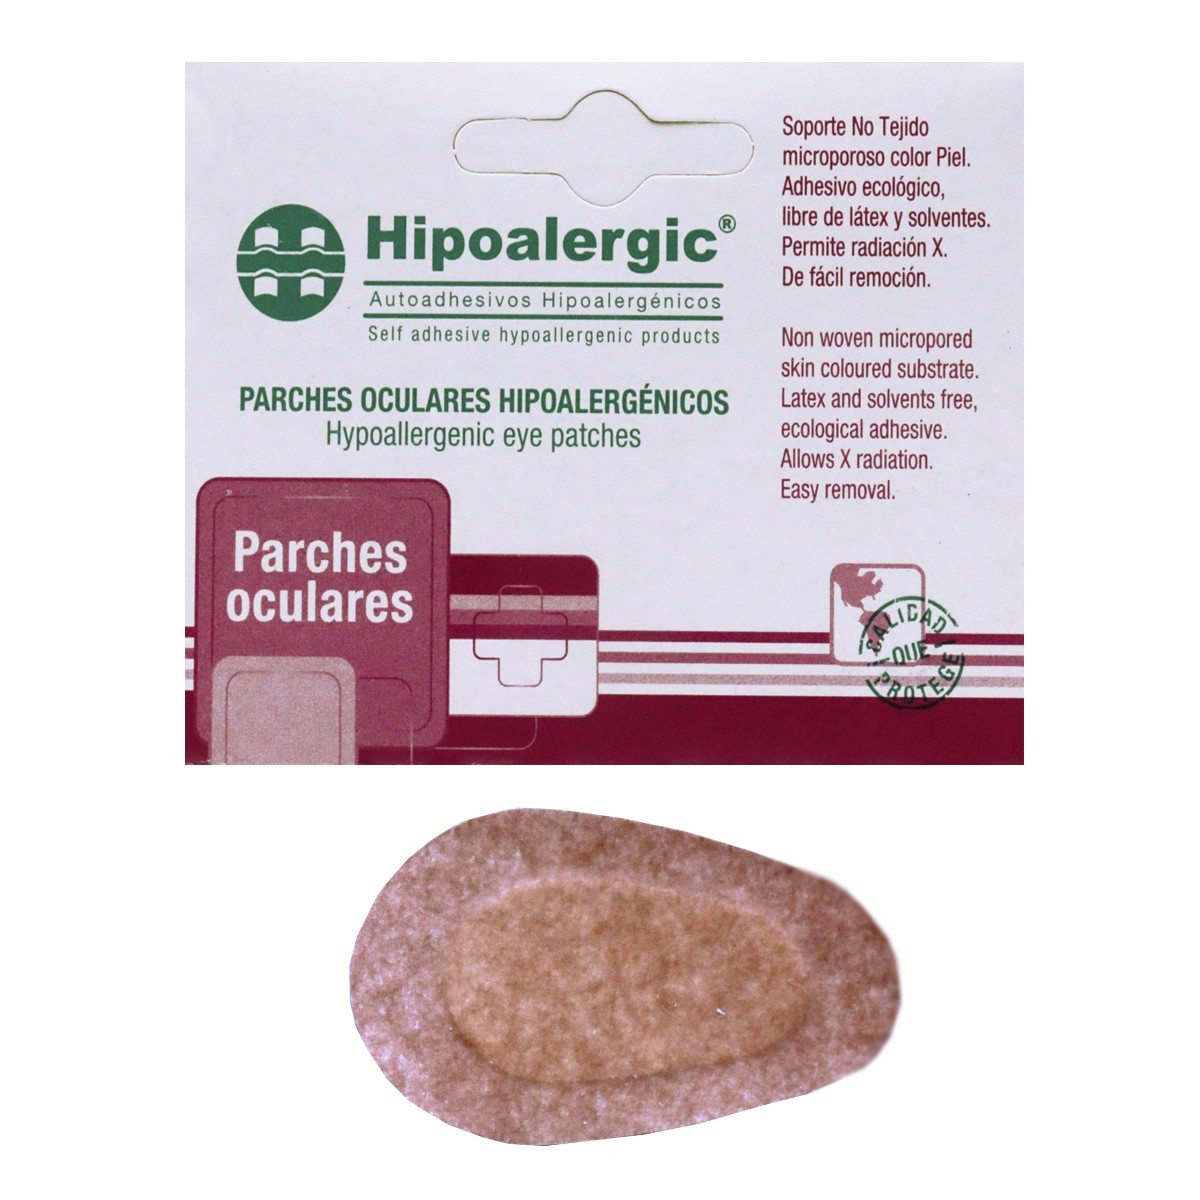 Soporte No Tejido
microporoso color Piel.
Adhesivo ecológico,
libre de látex y solventes.
Permite radiación X.
De fácil remoción.
Hipoalergic®
Autoadhesivos Hipoalergénicos
Self adhesive hypoallergenic products
Non woven micropored
skin coloured substrate.
Latex and solvents free,
ecological adhesive.
Allows X radiation.
Easy removal.
PARCHES OCULARES HIPOALERGÉNICOS
Hypoallergenic eye patches
Parches
oculares
CALIDAD
QUE
PROTEGE